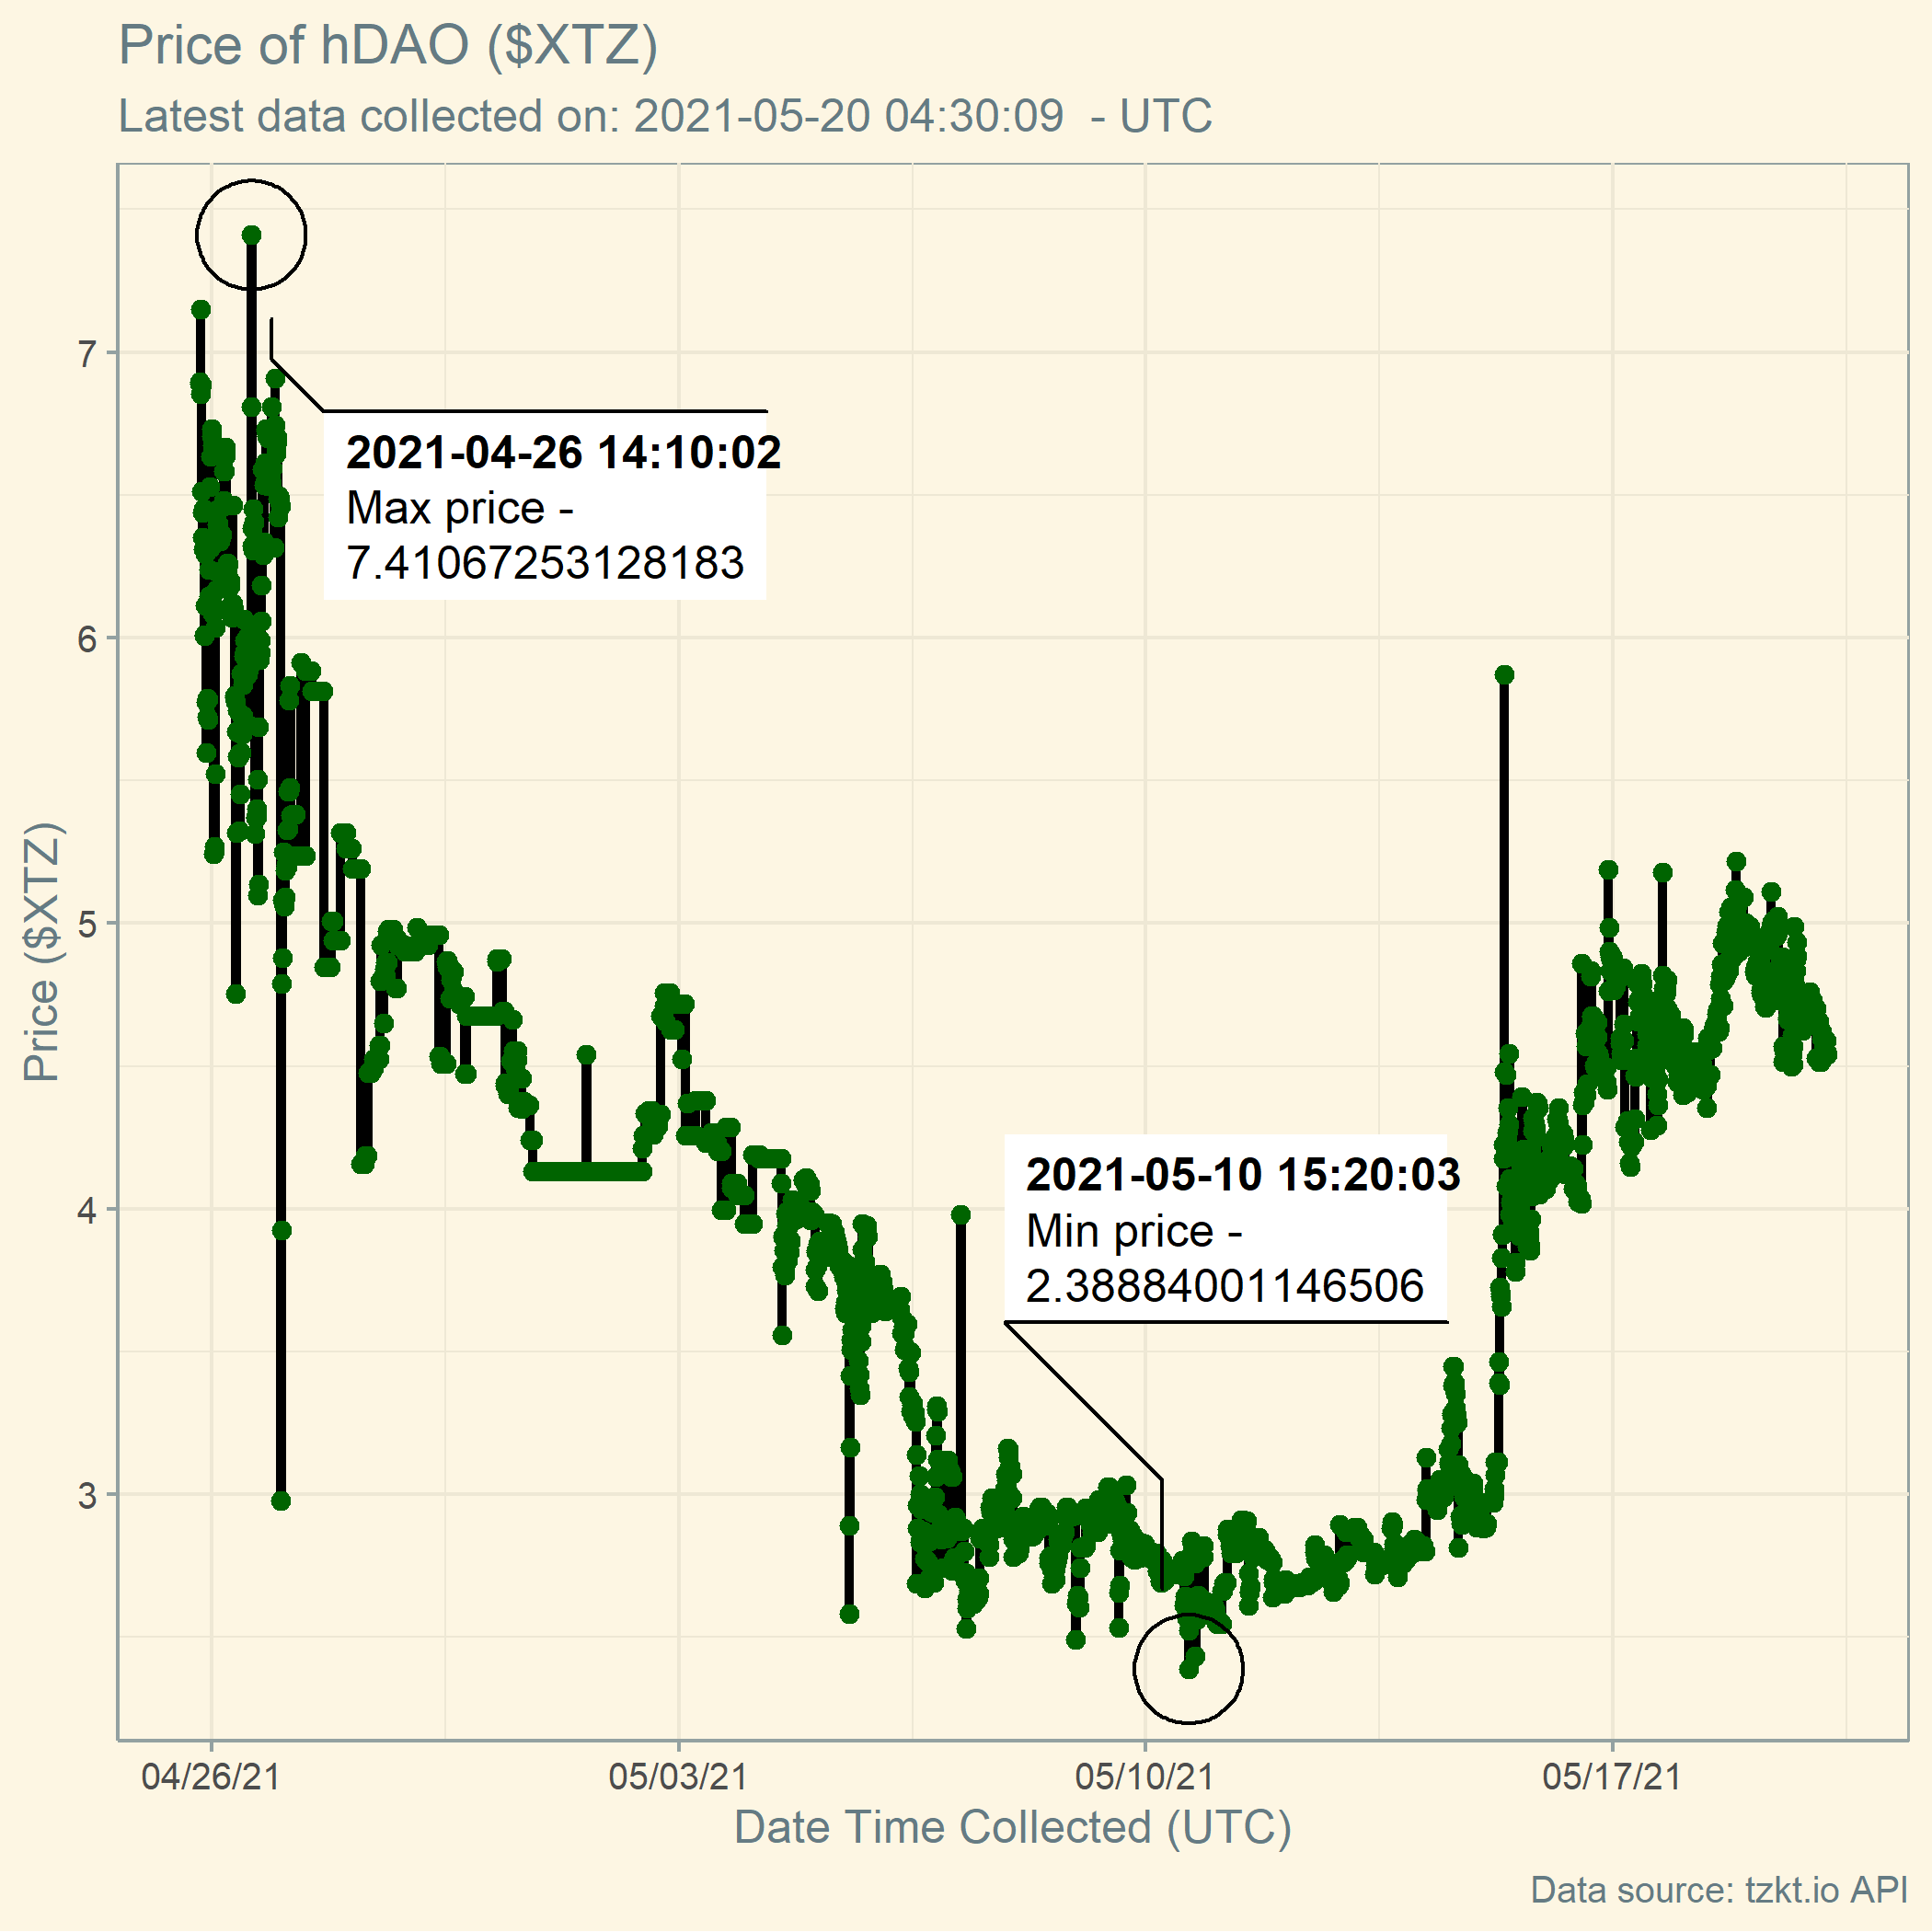 Price of hDAO ($XTZ)
Latest data collected on: 2021-05-20 04:30:09  - UTC
Price ($XTZ)
7
6
5
4
3
2021-04-26 14:10:02
Max price -
7.41067253128183
2021-05-10 15:20:03
Min price -
2.38884001146506
04/26/21
05/03/21
05/10/21
05/17/21
Date Time Collected (UTC)
Data source: tzkt.io API